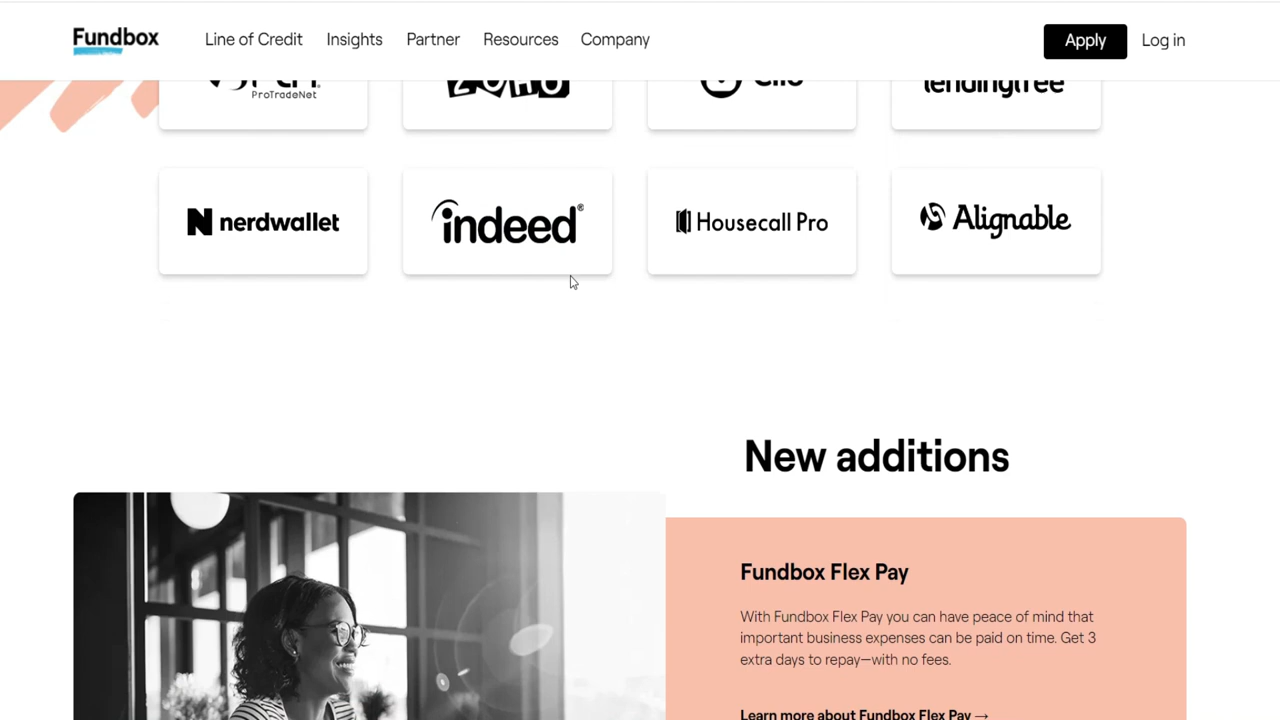 Fundbox
Line of Credit
Insights
Partner
Resources
Company
Apply
Log in
ProTradeNet
ZOHO
Clio
lendingtree
nerdwallet
indeed®
Housecall Pro
Alignable
New additions
Fundbox Flex Pay
With Fundbox Flex Pay you can have peace of mind that
important business expenses can be paid on time. Get 3
extra days to repay—with no fees.
Learn more about Fundbox Flex Pay →